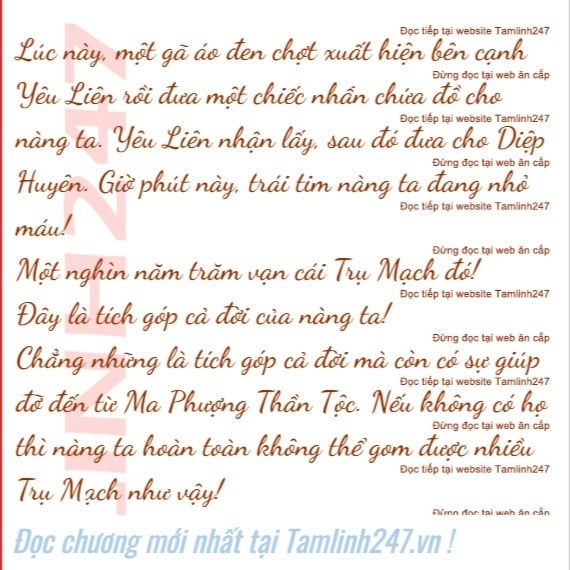 Đọc tiếp tại website Tamlinh247
Lúc này, một gã áo đen chợt xuất hiện bên cạnh
Đừng đọc tại web ăn cắp
Yêu Liên rồi đưa một chiếc nhẫn chứa đồ cho
Đọc tiếp tại website Tamlinh247
nàng ta. Yêu Liên nhận lấy, sau đó đưa cho Diệp
Đừng đọc tại web ăn cắp
Huyên. Giờ phút này, trái tim nàng ta đang nhỏ
Đọc tiếp tại website Tamlinh247
máu!
Đừng đọc tại web ăn cắp
Một nghìn năm trăm vạn cái Trụ Mạch đó!
Đọc tiếp tại website Tamlinh247
Đây là tích góp cả đời của nàng ta!
Đừng đọc tại web ăn cắp
Chẳng những là tích góp cả đời mà còn có sự giúp
Đọc tiếp tại website Tamlinh247
đỡ đến từ Ma Phượng Thần Tộc. Nếu không có họ
Đừng đọc tại web ăn cắp
thì nàng ta hoàn toàn không thể gom được nhiều
Đọc tiếp tại website Tamlinh247
Trụ Mạch như vậy!
Đừng đọc tại web ăn cắp
INH247
Đọc chương mới nhất tại Tamlinh247.vn !